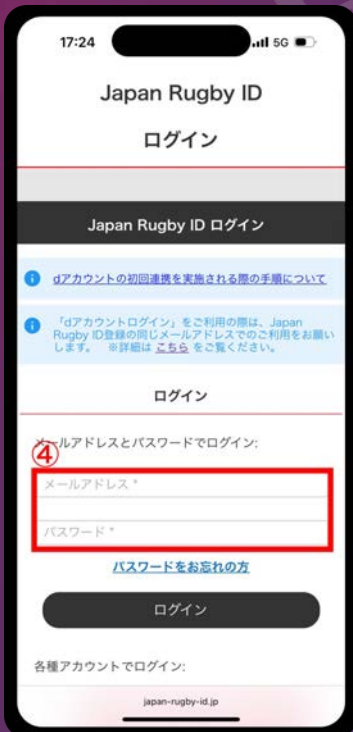 17:24
5G
Japan Rugby ID
ログイン
Japan Rugby ID ログイン
dアカウントの初回連携を実施される際の手順について
「dアカウントログイン」をご利用の際は、Japan
Rugby ID登録の同じメールアドレスでのご利用をお願い
します。 ※詳細は こちら をご覧ください。
ログイン
メールアドレスとパスワードでログイン:
④
メールアドレス *
パスワード *
パスワードをお忘れの方
ログイン
各種アカウントでログイン:
japan-rugby-id.jp